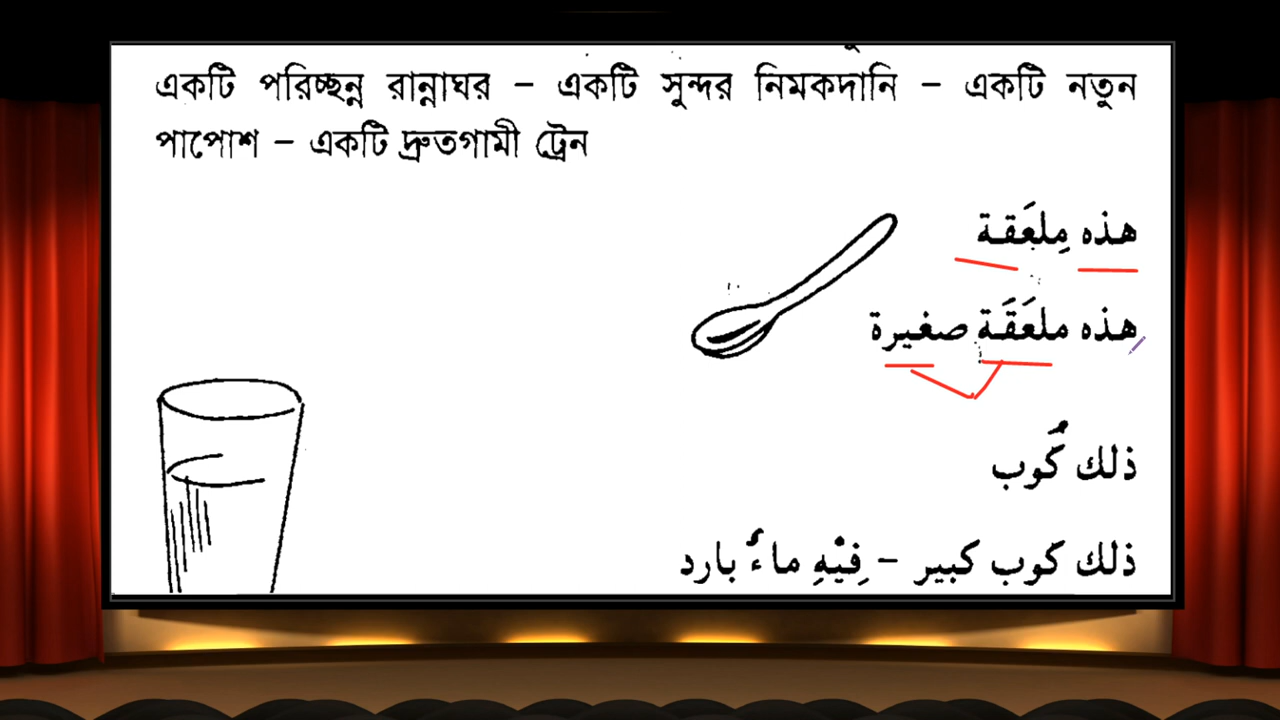 একটি পরিচ্ছন্ন রান্নাঘর – একটি সুন্দর নিমকদানি – একটি নতুন
পাপোশ – একটি দ্রুতগামী ট্রেন
هذه مِلعَقة
هذه ملعَقَة صغيرة
ذلك كُوب
ذلك كوب كبير – فِيْهِ ماءٌ بارد